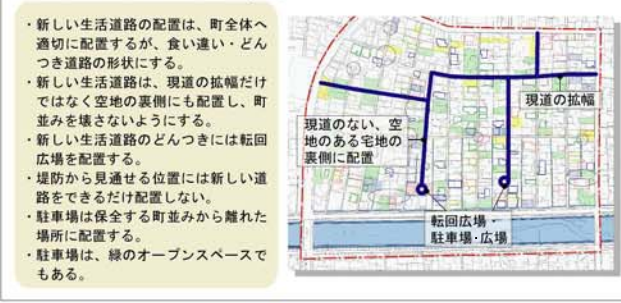 ・新しい生活道路の配置は、町全体へ
適切に配置するが、食い違い・どん
つき道路の形状にする。
・新しい生活道路は、現道の拡幅だけ
ではなく空地の裏側にも配置し、町
並みを壊さないようにする。
・新しい生活道路のどんつきには転回
広場を配置する。
・堤防から見通せる位置には新しい道
路をできるだけ配置しない。
・駐車場は保全する町並みから離れた
場所に配置する。
・駐車場は、緑のオープンスペースで
もある。
現道の拡幅
現道のない、空
地のある宅地の
裏側に配置
転回広場・
駐車場・広場